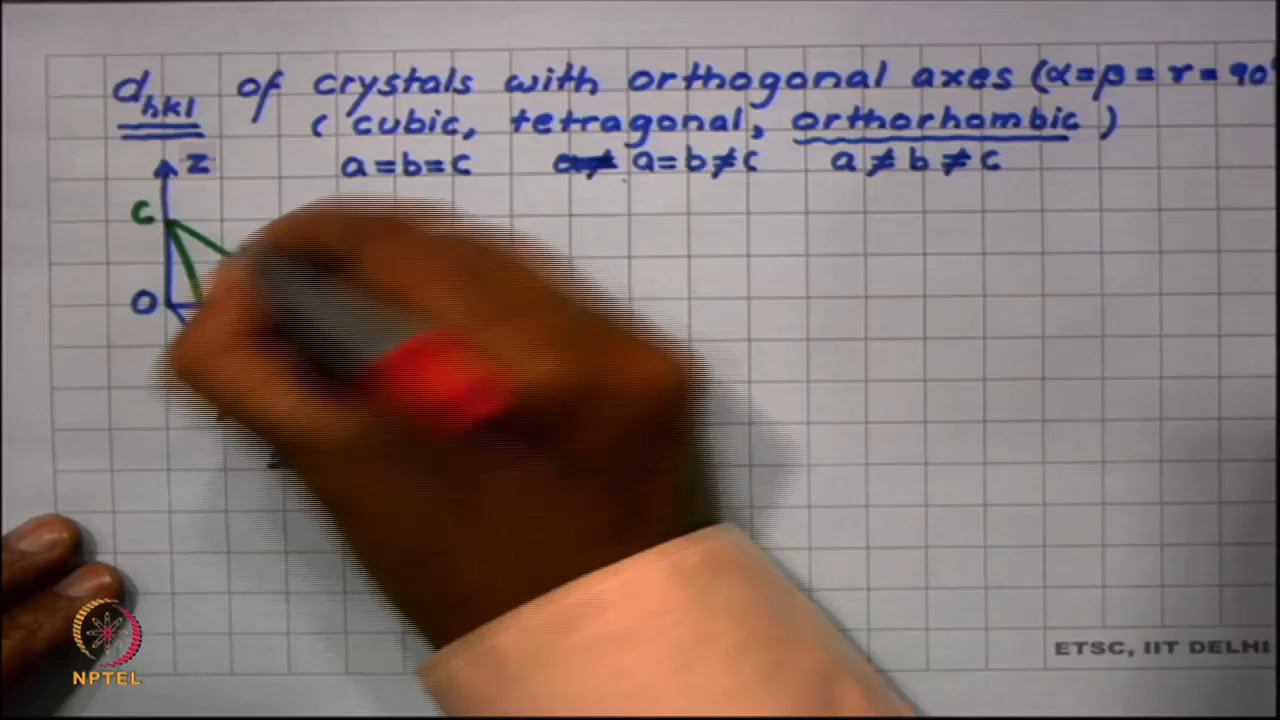 dhkl of crystals with orthogonal axes (α=β=γ=90°
(cubic, tetragonal, orthorhombic)
a=b=c a=b≠c a≠b≠c
Z
C
O
NPTEL
ETSC, IIT DELHI